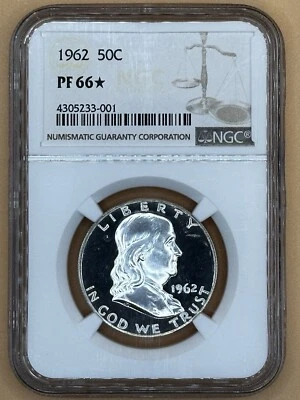 1962 50C
PF 66★
4305233-001
NUMISMATIC GUARANTY CORPORATION
NGC®
LIBERTY
1962
IN GOD WE TRUST